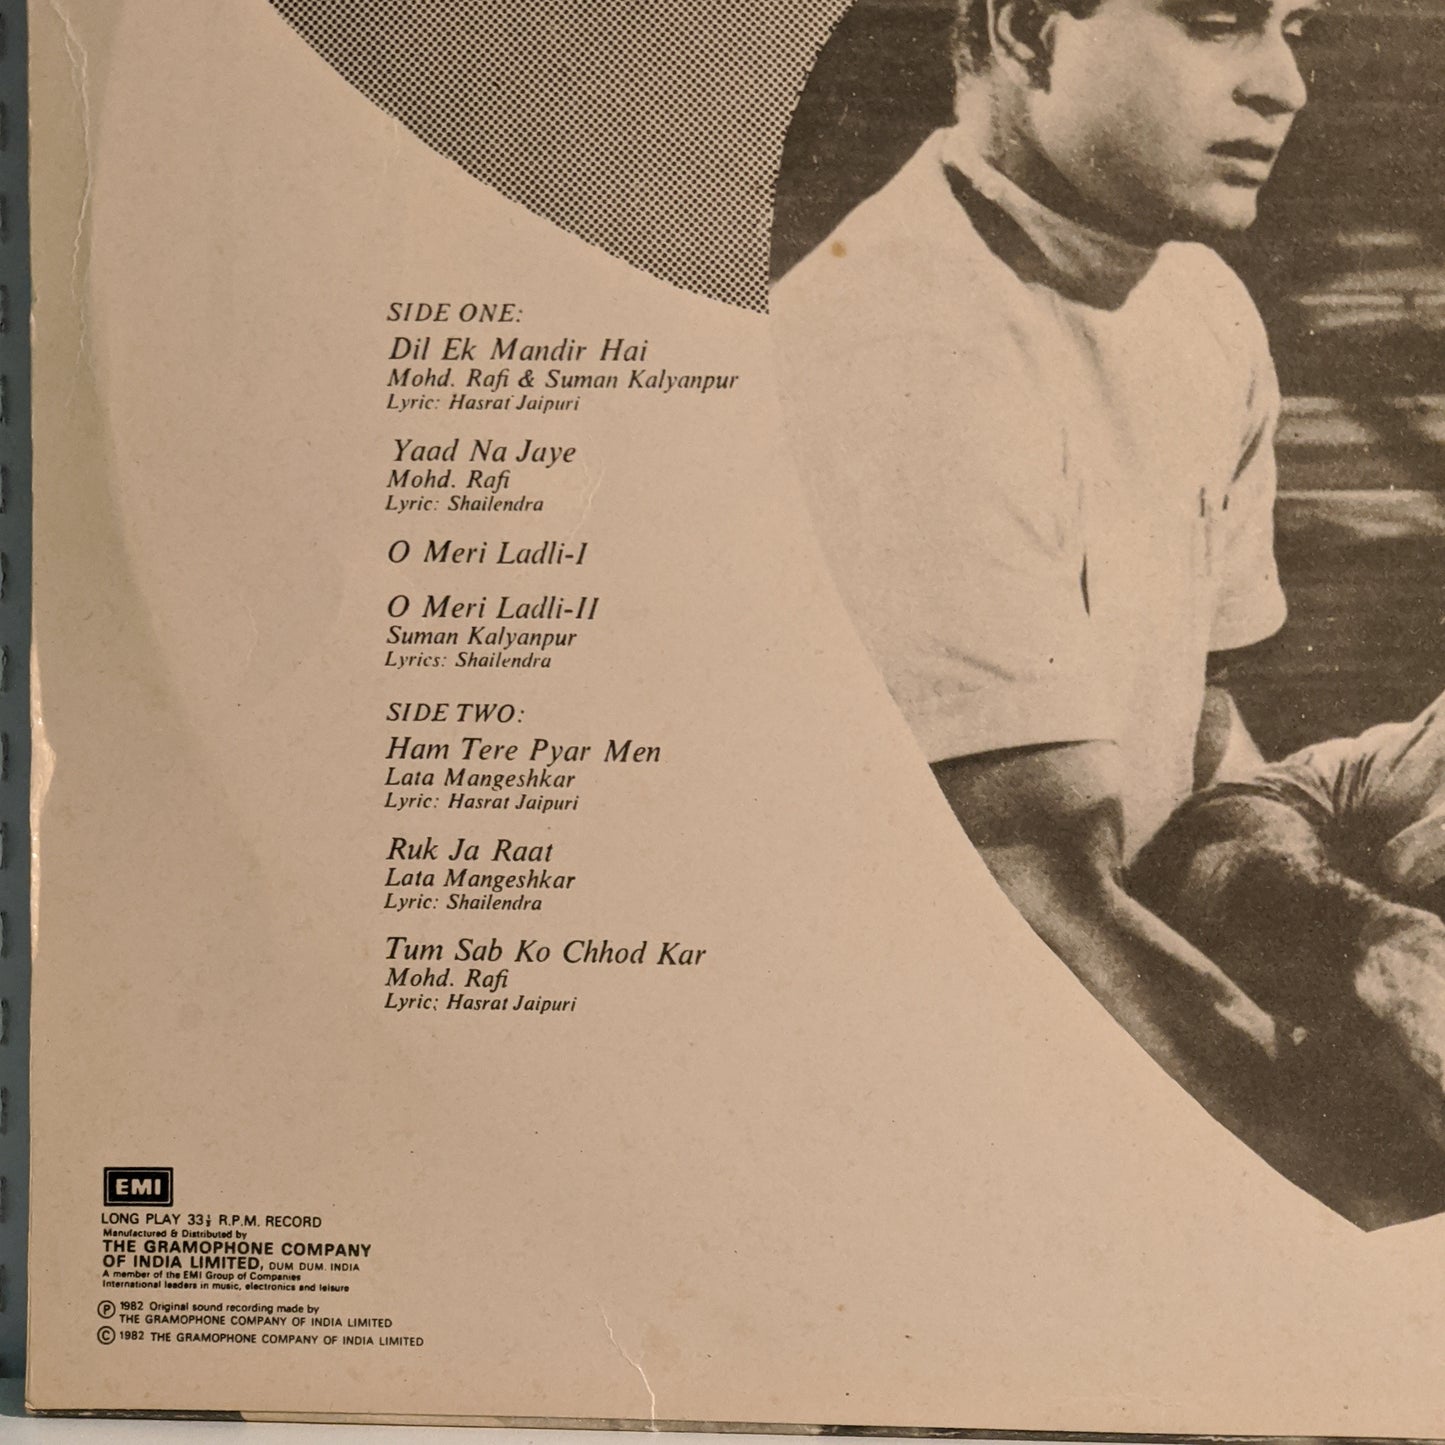 SIDE ONE:
Dil Ek Mandir Hai
Mohd. Rafi & Suman Kalyanpur
Lyric: Hasrat Jaipuri
Yaad Na Jaye
Mohd. Rafi
Lyric: Shailendra
O Meri Ladli-I
O Meri Ladli-II
Suman Kalyanpur
Lyrics: Shailendra
SIDE TWO:
Ham Tere Pyar Men
Lata Mangeshkar
Lyric: Hasrat Jaipuri
Ruk Ja Raat
Lata Mangeshkar
Lyric: Shailendra
Tum Sab Ko Chhod Kar
Mohd. Rafi
Lyric: Hasrat Jaipuri
EMI
LONG PLAY 33⅓ R.P.M. RECORD
Manufactured & Distributed by
THE GRAMOPHONE COMPANY
OF INDIA LIMITED, DUM DUM. INDIA
A member of the EMI Group of Companies
International leaders in music, electronics and leisure
Ⓟ 1982 Original sound recording made by
THE GRAMOPHONE COMPANY OF INDIA LIMITED
© 1982 THE GRAMOPHONE COMPANY OF INDIA LIMITED